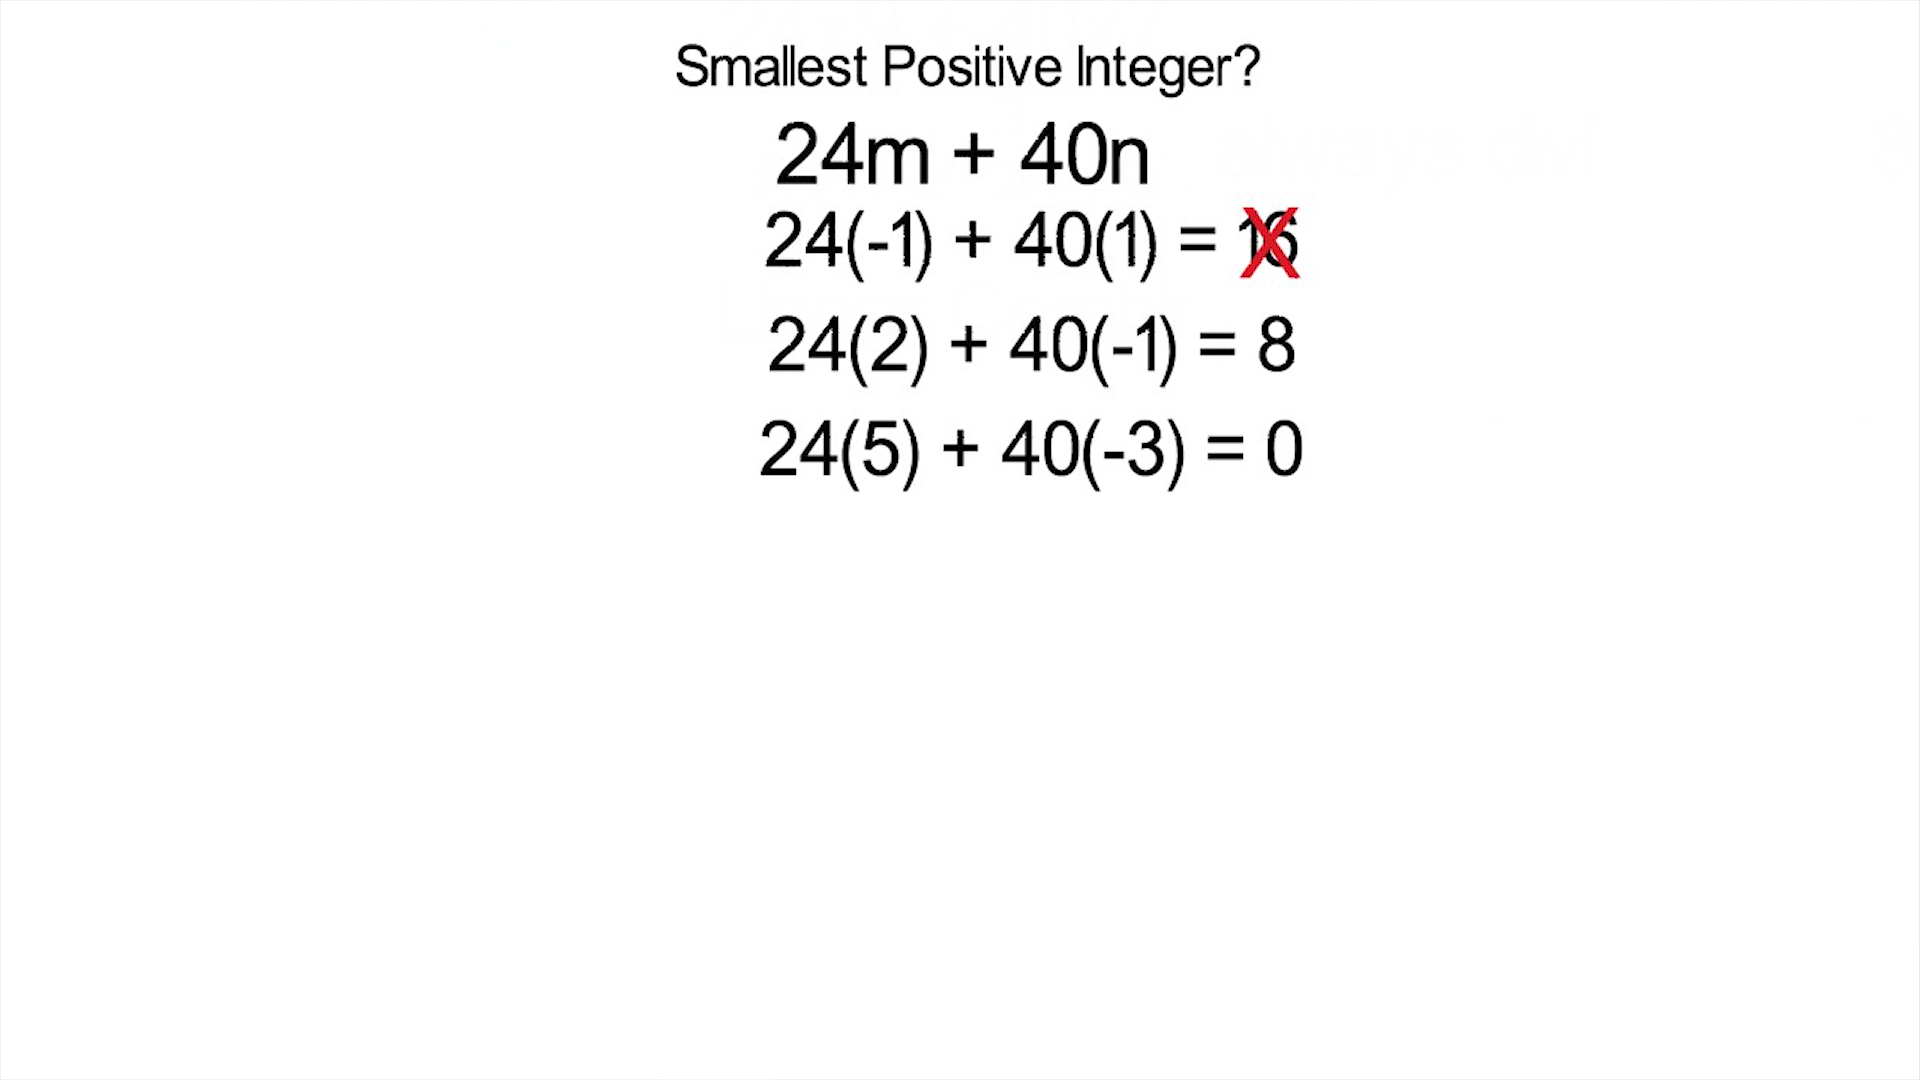 Smallest Positive Integer?
24m + 40n
24(-1) + 40(1) = 16
24(2) + 40(-1) = 8
24(5) + 40(-3) = 0